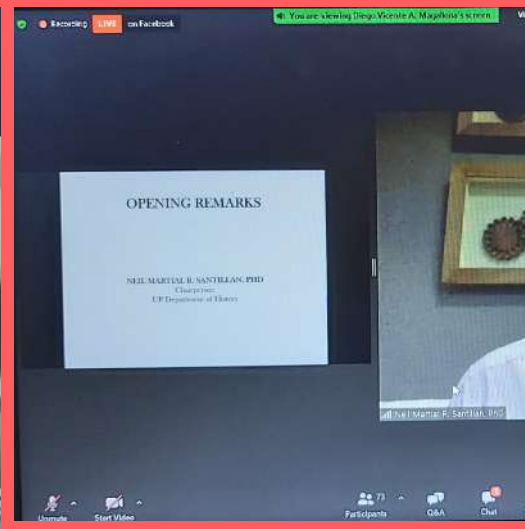 Recording LIVE on Facebook
You are viewing Diego Vicente A. Magallona's screen
OPENING REMARKS
NEIL MARTIAL R. SANTILLAN, PHD
Chairperson
UP Department of History
Neil Martial R. Santillan, PhD
73
Unmute
Start Video
Participants
Q&A
Chat